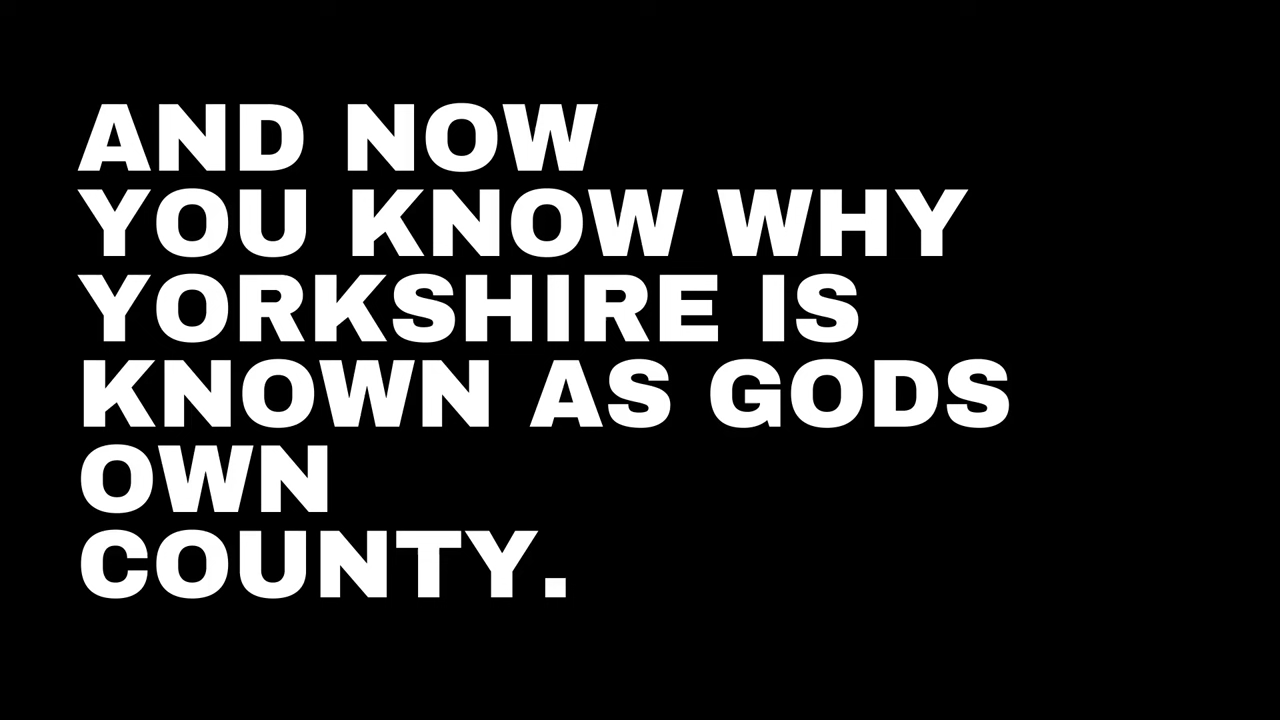 AND NOW
YOU KNOW WHY
YORKSHIRE IS
KNOWN AS GODS
OWN
COUNTY.